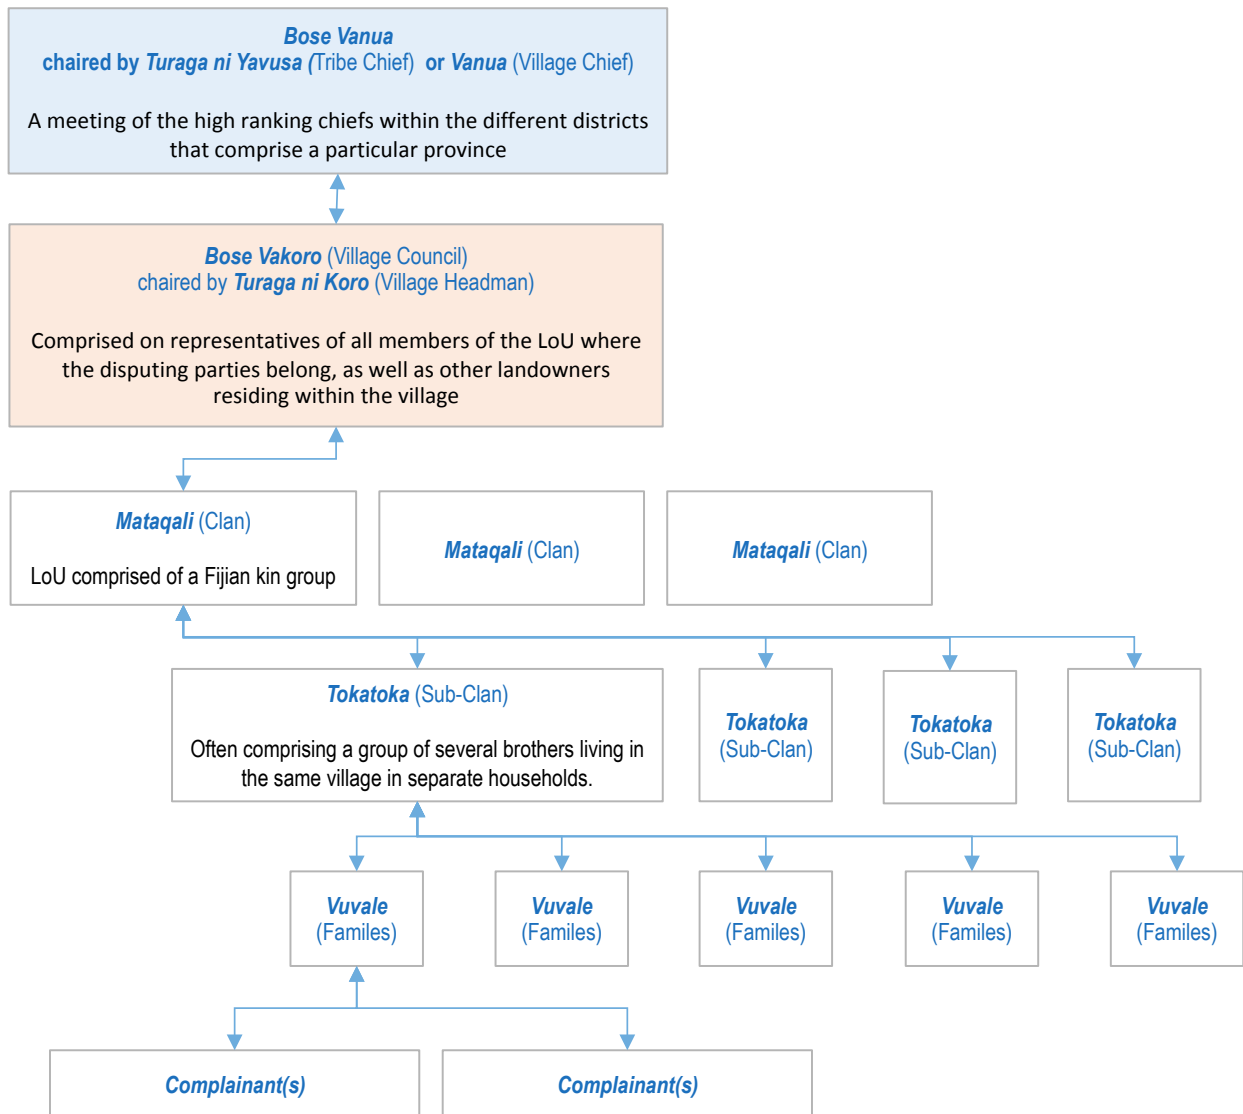 Bose Vanua
chaired by Turaga ni Yavusa (Tribe Chief) or Vanua (Village Chief)
A meeting of the high ranking chiefs within the different districts
that comprise a particular province
Bose Vakoro (Village Council)
chaired by Turaga ni Koro (Village Headman)
Comprised on representatives of all members of the LoU where
the disputing parties belong, as well as other landowners
residing within the village
Mataqali (Clan)
LoU comprised of a Fijian kin group
Mataqali (Clan)
Mataqali (Clan)
Tokatoka (Sub-Clan)
Often comprising a group of several brothers living in
the same village in separate households.
Tokatoka
(Sub-Clan)
Tokatoka
(Sub-Clan)
Tokatoka
(Sub-Clan)
Vuvale
(Familes)
Vuvale
(Familes)
Vuvale
(Familes)
Vuvale
(Familes)
Vuvale
(Familes)
Complainant(s)
Complainant(s)